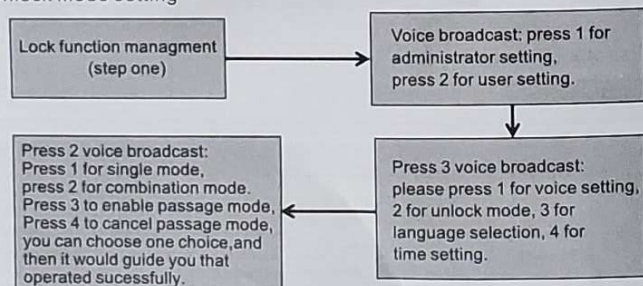 mode setting
Lock function managment
(step one)
Voice broadcast: press 1 for
administrator setting,
press 2 for user setting.
Press 3 voice broadcast:
please press 1 for voice setting,
2 for unlock mode, 3 for
language selection, 4 for
time setting.
Press 2 voice broadcast:
Press 1 for single mode,
press 2 for combination mode.
Press 3 to enable passage mode,
Press 4 to cancel passage mode,
you can choose one choice,and
then it would guide you that
operated sucessfully.